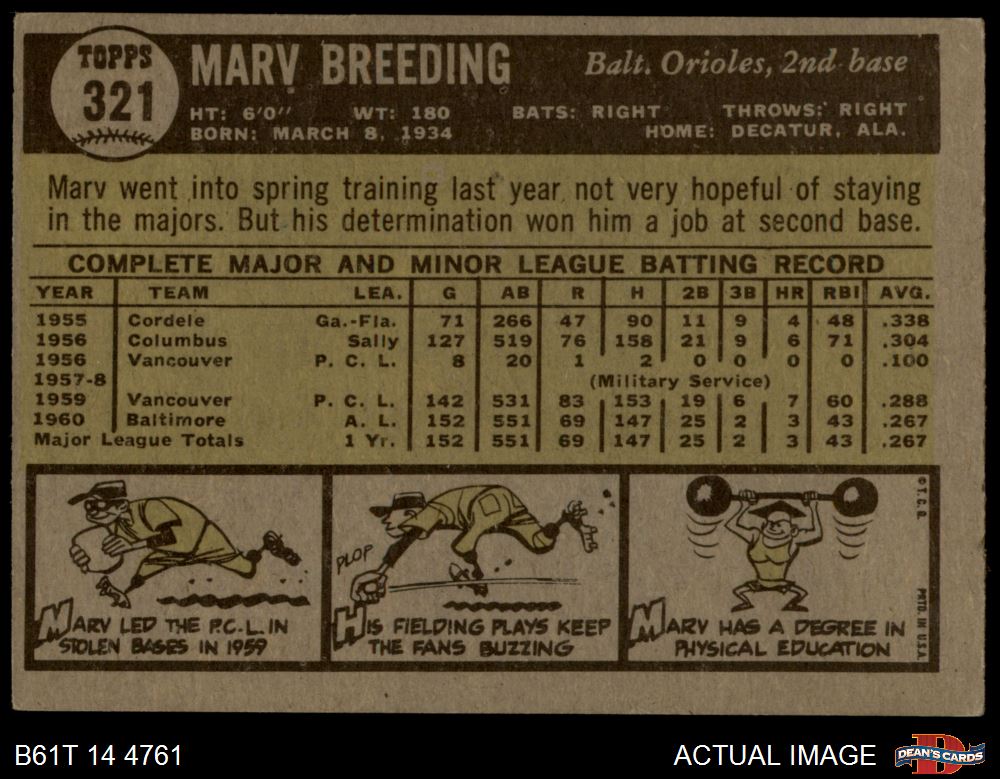 TOPPS
321
MARV BREEDING
Balt. Orioles, 2nd base
HT: 6'0" WT: 180 BATS: RIGHT THROWS: RIGHT
BORN: MARCH 8, 1934 HOME: DECATUR, ALA.
Marv went into spring training last year not very hopeful of staying
in the majors. But his determination won him a job at second base.
COMPLETE MAJOR AND MINOR LEAGUE BATTING RECORD
YEAR TEAM LEA. G AB R H 2B 3B HR RBI AVG.
1955 Cordele Ga.-Fla. 71 266 47 90 11 9 4 48 .338
1956 Columbus Sally 127 519 76 158 21 9 6 71 .304
1956 Vancouver P. C. L. 8 20 1 2 0 0 0 0 .100
1957-8 (Military Service)
1959 Vancouver P. C. L. 142 531 83 153 19 6 7 60 .288
1960 Baltimore A. L. 152 551 69 147 25 2 3 43 .267
Major League Totals 1 Yr. 152 551 69 147 25 2 3 43 .267
MARV LED THE P.C.L. IN
STOLEN BASES IN 1959
PLOP
HIS FIELDING PLAYS KEEP
THE FANS BUZZING
MARV HAS A DEGREE IN
PHYSICAL EDUCATION
© T. C. G.
PRTD. IN U.S.A.
B61T 14 4761
ACTUAL IMAGE
D
DEAN'S CARDS